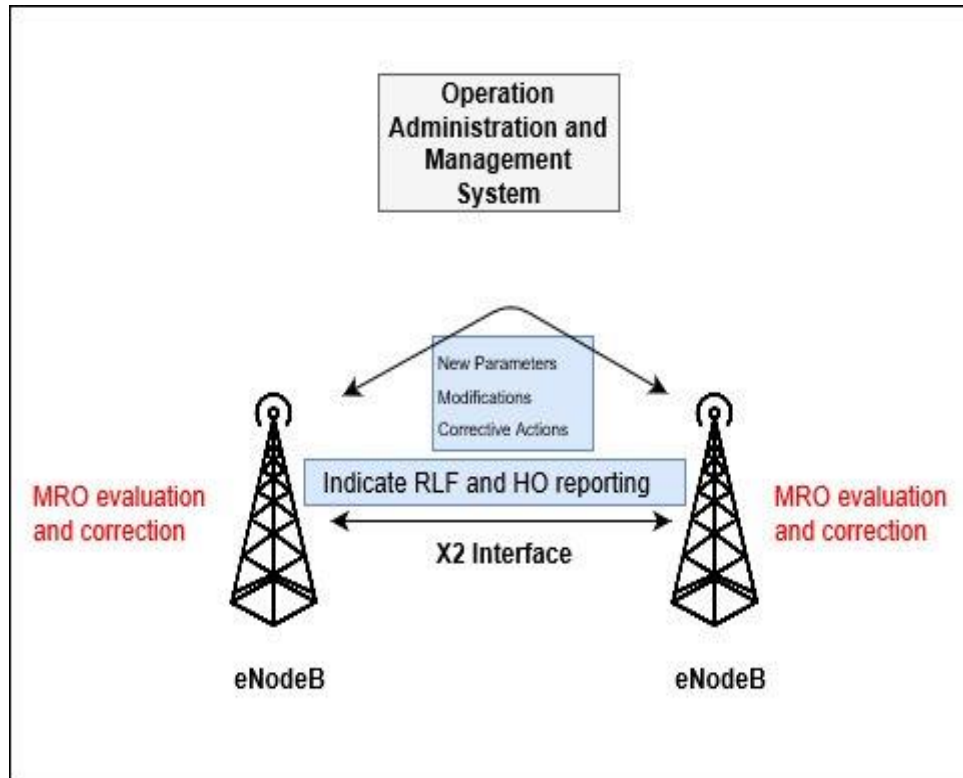 Operation
Administration and
Management
System
New Parameters
Modifications
Corrective Actions
Indicate RLF and HO reporting
MRO evaluation
and correction
MRO evaluation
and correction
X2 Interface
eNodeB
eNodeB